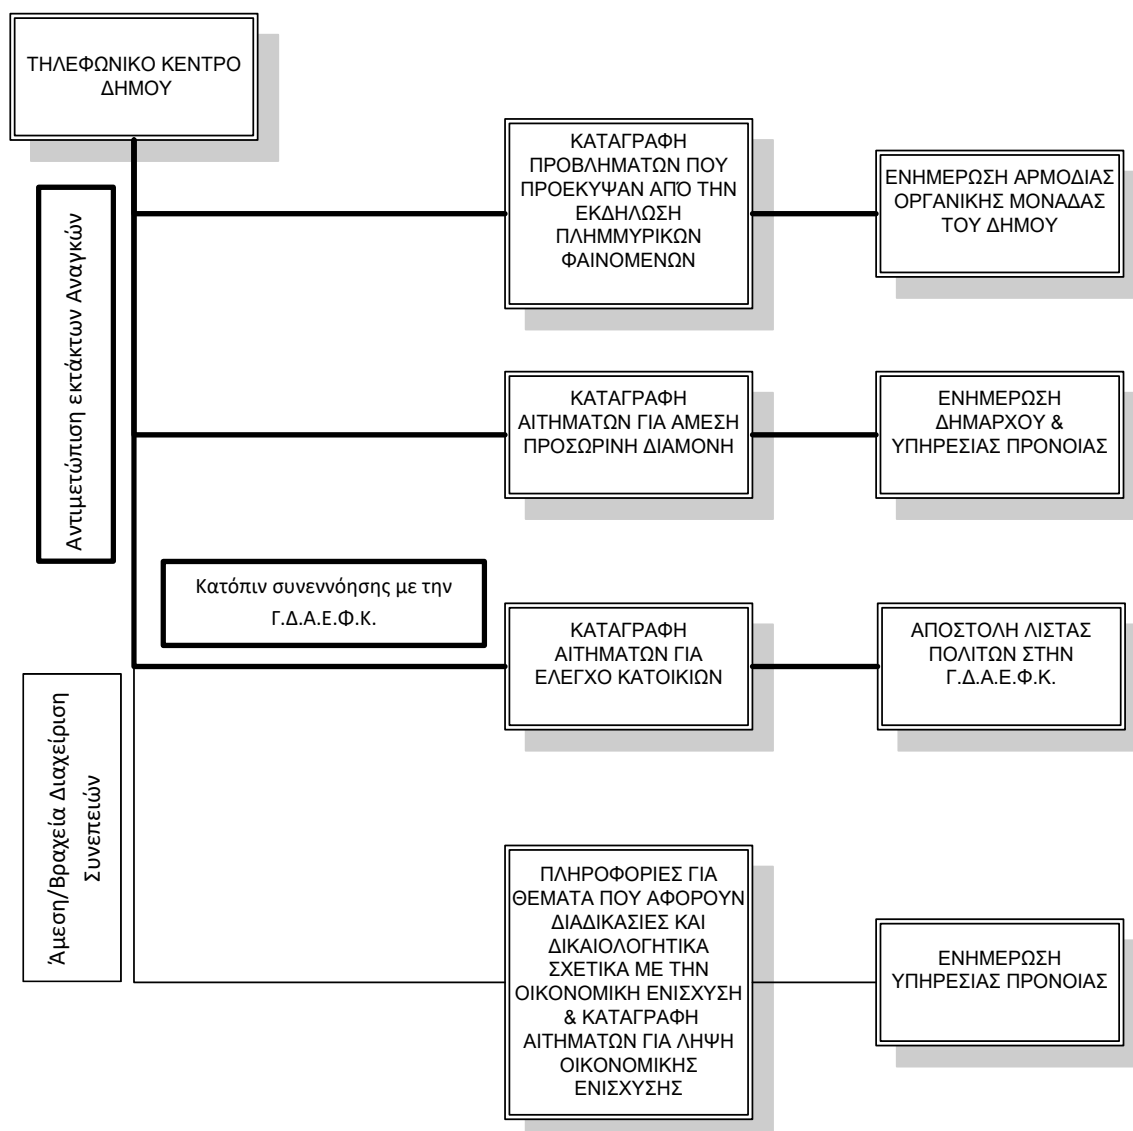 ΤΗΛΕΦΩΝΙΚΟ ΚΕΝΤΡΟ
ΔΗΜΟΥ
Αντιμετώπιση εκτάκτων Αναγκών
ΚΑΤΑΓΡΑΦΗ
ΠΡΟΒΛΗΜΑΤΩΝ ΠΟΥ
ΠΡΟΕΚΥΨΑΝ ΑΠΌ ΤΗΝ
ΕΚΔΗΛΩΣΗ
ΠΛΗΜΜΥΡΙΚΩΝ
ΦΑΙΝΟΜΕΝΩΝ
ΕΝΗΜΕΡΩΣΗ ΑΡΜΟΔΙΑΣ
ΟΡΓΑΝΙΚΗΣ ΜΟΝΑΔΑΣ
ΤΟΥ ΔΗΜΟΥ
ΚΑΤΑΓΡΑΦΗ
ΑΙΤΗΜΑΤΩΝ ΓΙΑ ΑΜΕΣΗ
ΠΡΟΣΩΡΙΝΗ ΔΙΑΜΟΝΗ
ΕΝΗΜΕΡΩΣΗ
ΔΗΜΑΡΧΟΥ &
ΥΠΗΡΕΣΙΑΣ ΠΡΟΝΟΙΑΣ
Κατόπιν συνεννόησης με την
Γ.Δ.Α.Ε.Φ.Κ.
ΚΑΤΑΓΡΑΦΗ
ΑΙΤΗΜΑΤΩΝ ΓΙΑ
ΕΛΕΓΧΟ ΚΑΤΟΙΚΙΩΝ
ΑΠΟΣΤΟΛΗ ΛΙΣΤΑΣ
ΠΟΛΙΤΩΝ ΣΤΗΝ
Γ.Δ.Α.Ε.Φ.Κ.
Άμεση/Βραχεία Διαχείριση
Συνεπειών
ΠΛΗΡΟΦΟΡΙΕΣ ΓΙΑ
ΘΕΜΑΤΑ ΠΟΥ ΑΦΟΡΟΥΝ
ΔΙΑΔΙΚΑΣΙΕΣ ΚΑΙ
ΔΙΚΑΙΟΛΟΓΗΤΙΚΑ
ΣΧΕΤΙΚΑ ΜΕ ΤΗΝ
ΟΙΚΟΝΟΜΙΚΗ ΕΝΙΣΧΥΣΗ
& ΚΑΤΑΓΡΑΦΗ
ΑΙΤΗΜΑΤΩΝ ΓΙΑ ΛΗΨΗ
ΟΙΚΟΝΟΜΙΚΗΣ
ΕΝΙΣΧΥΣΗΣ
ΕΝΗΜΕΡΩΣΗ
ΥΠΗΡΕΣΙΑΣ ΠΡΟΝΟΙΑΣ